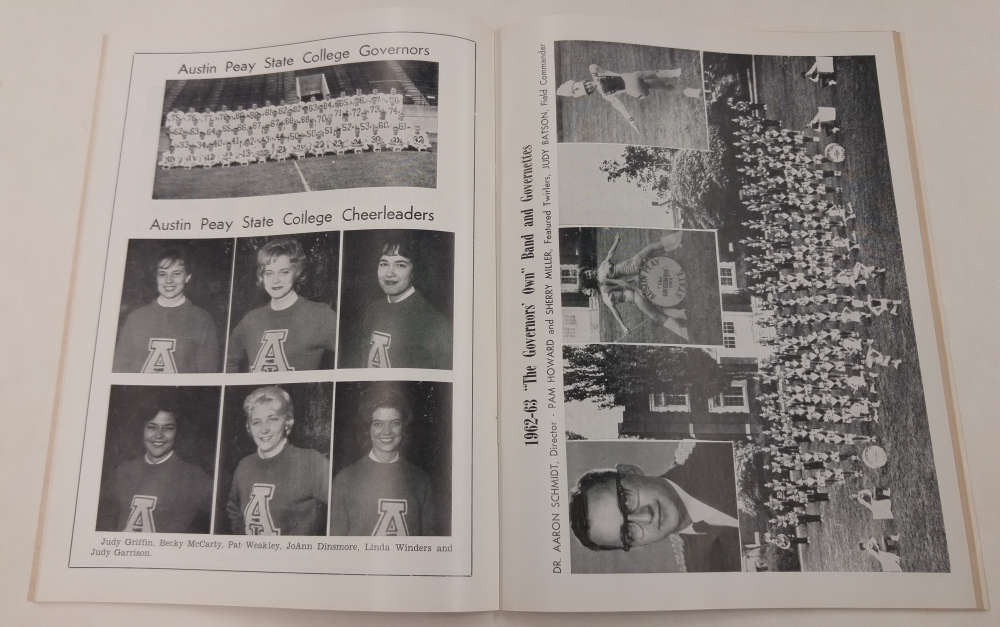 Austin Peay State College Governors
Austin Peay State College Cheerleaders
A
A
A
A
A
A
Judy Griffin, Becky McCarty, Pat Weakley, JoAnn Dinsmore, Linda Winders and
Judy Garrison.
1962-63 "The Governors' Own" Band and Governettes
DR. AARON SCHMIDT, Director - PAM HOWARD and SHERRY MILLER, Featured Twirlers, JUDY BATSON, Field Commander